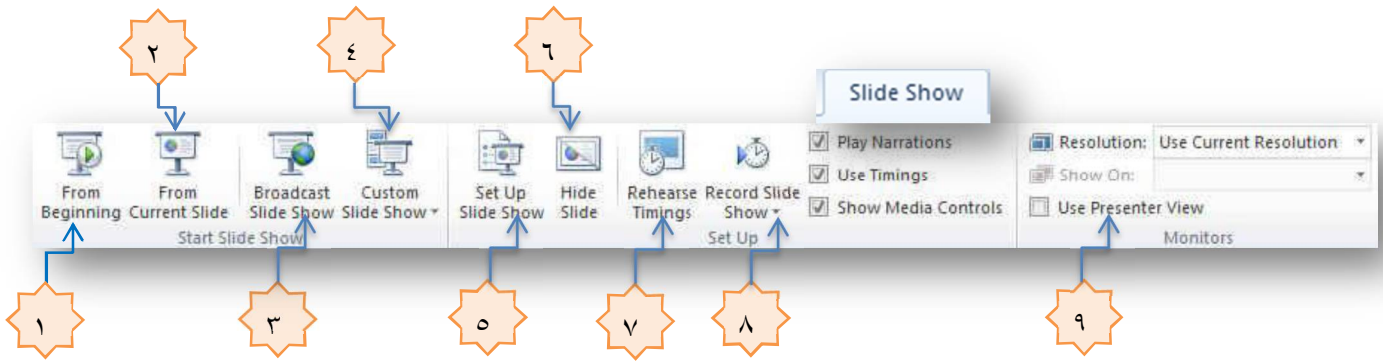 ٢
٤
٦
Slide Show
From Beginning
From Current Slide
Broadcast Slide Show
Custom Slide Show
Start Slide Show
Set Up Slide Show
Hide Slide
Rehearse Timings
Record Slide Show
Play Narrations
Use Timings
Show Media Controls
Set Up
Resolution: Use Current Resolution
Show On:
Use Presenter View
Monitors
١
٣
٥
٧
٨
٩